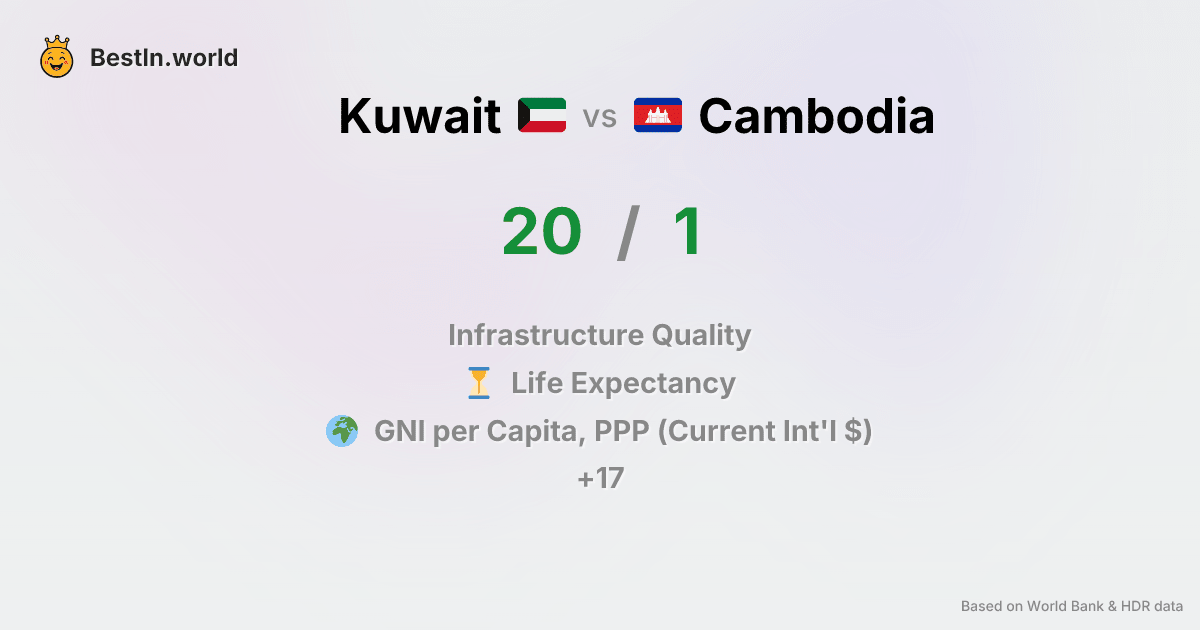 BestIn.world
Kuwait vs Cambodia
20 / 1
Infrastructure Quality
Life Expectancy
GNI per Capita, PPP (Current Int'l $)
+17
Based on World Bank & HDR data